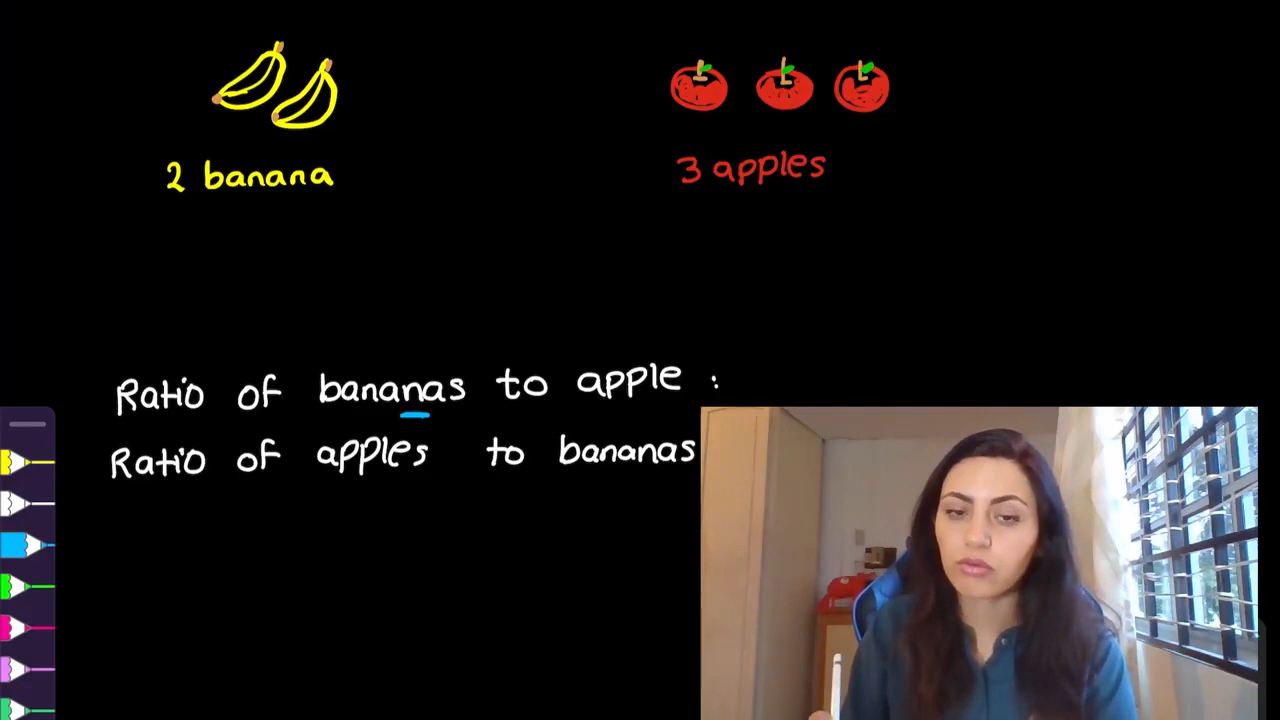 2 banana
3 apples
Ratio of bananas to apple :
Ratio of apples to bananas